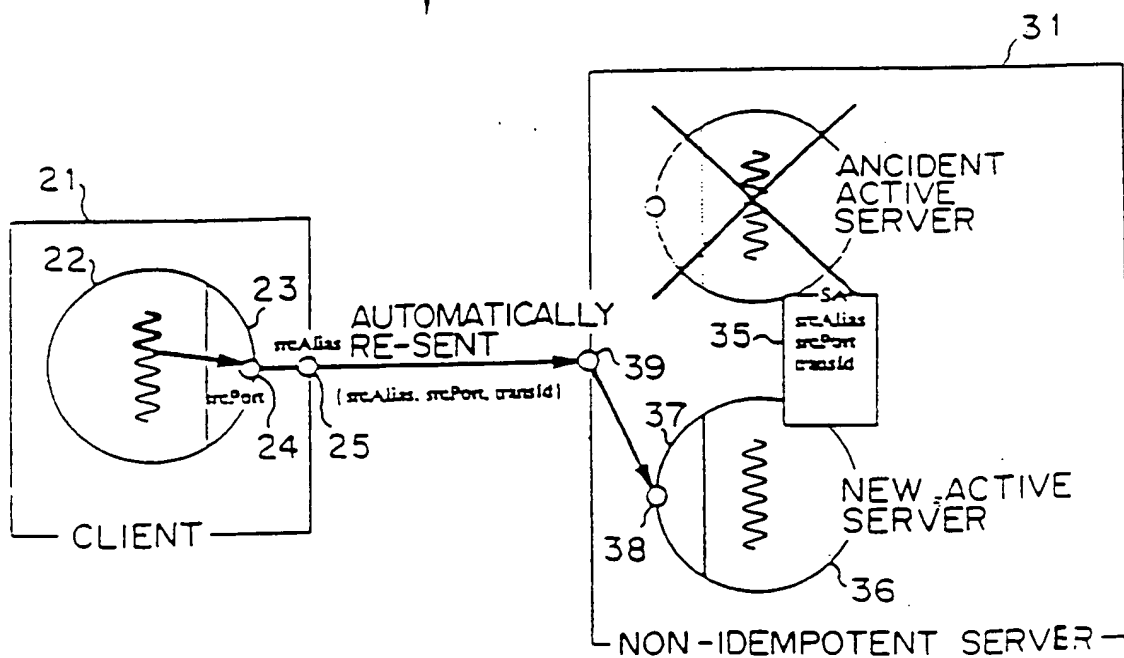 31
21
22
23
24
25
srcAlias
srcPort
AUTOMATICALLY
RE-SENT
(srcAlias, srcPort, transid)
CLIENT
ANCIDENT
ACTIVE
SERVER
35
SA
srcAlias
srcPort
transid
39
37
38
NEW ACTIVE
SERVER
36
NON-IDEMPOTENT SERVER